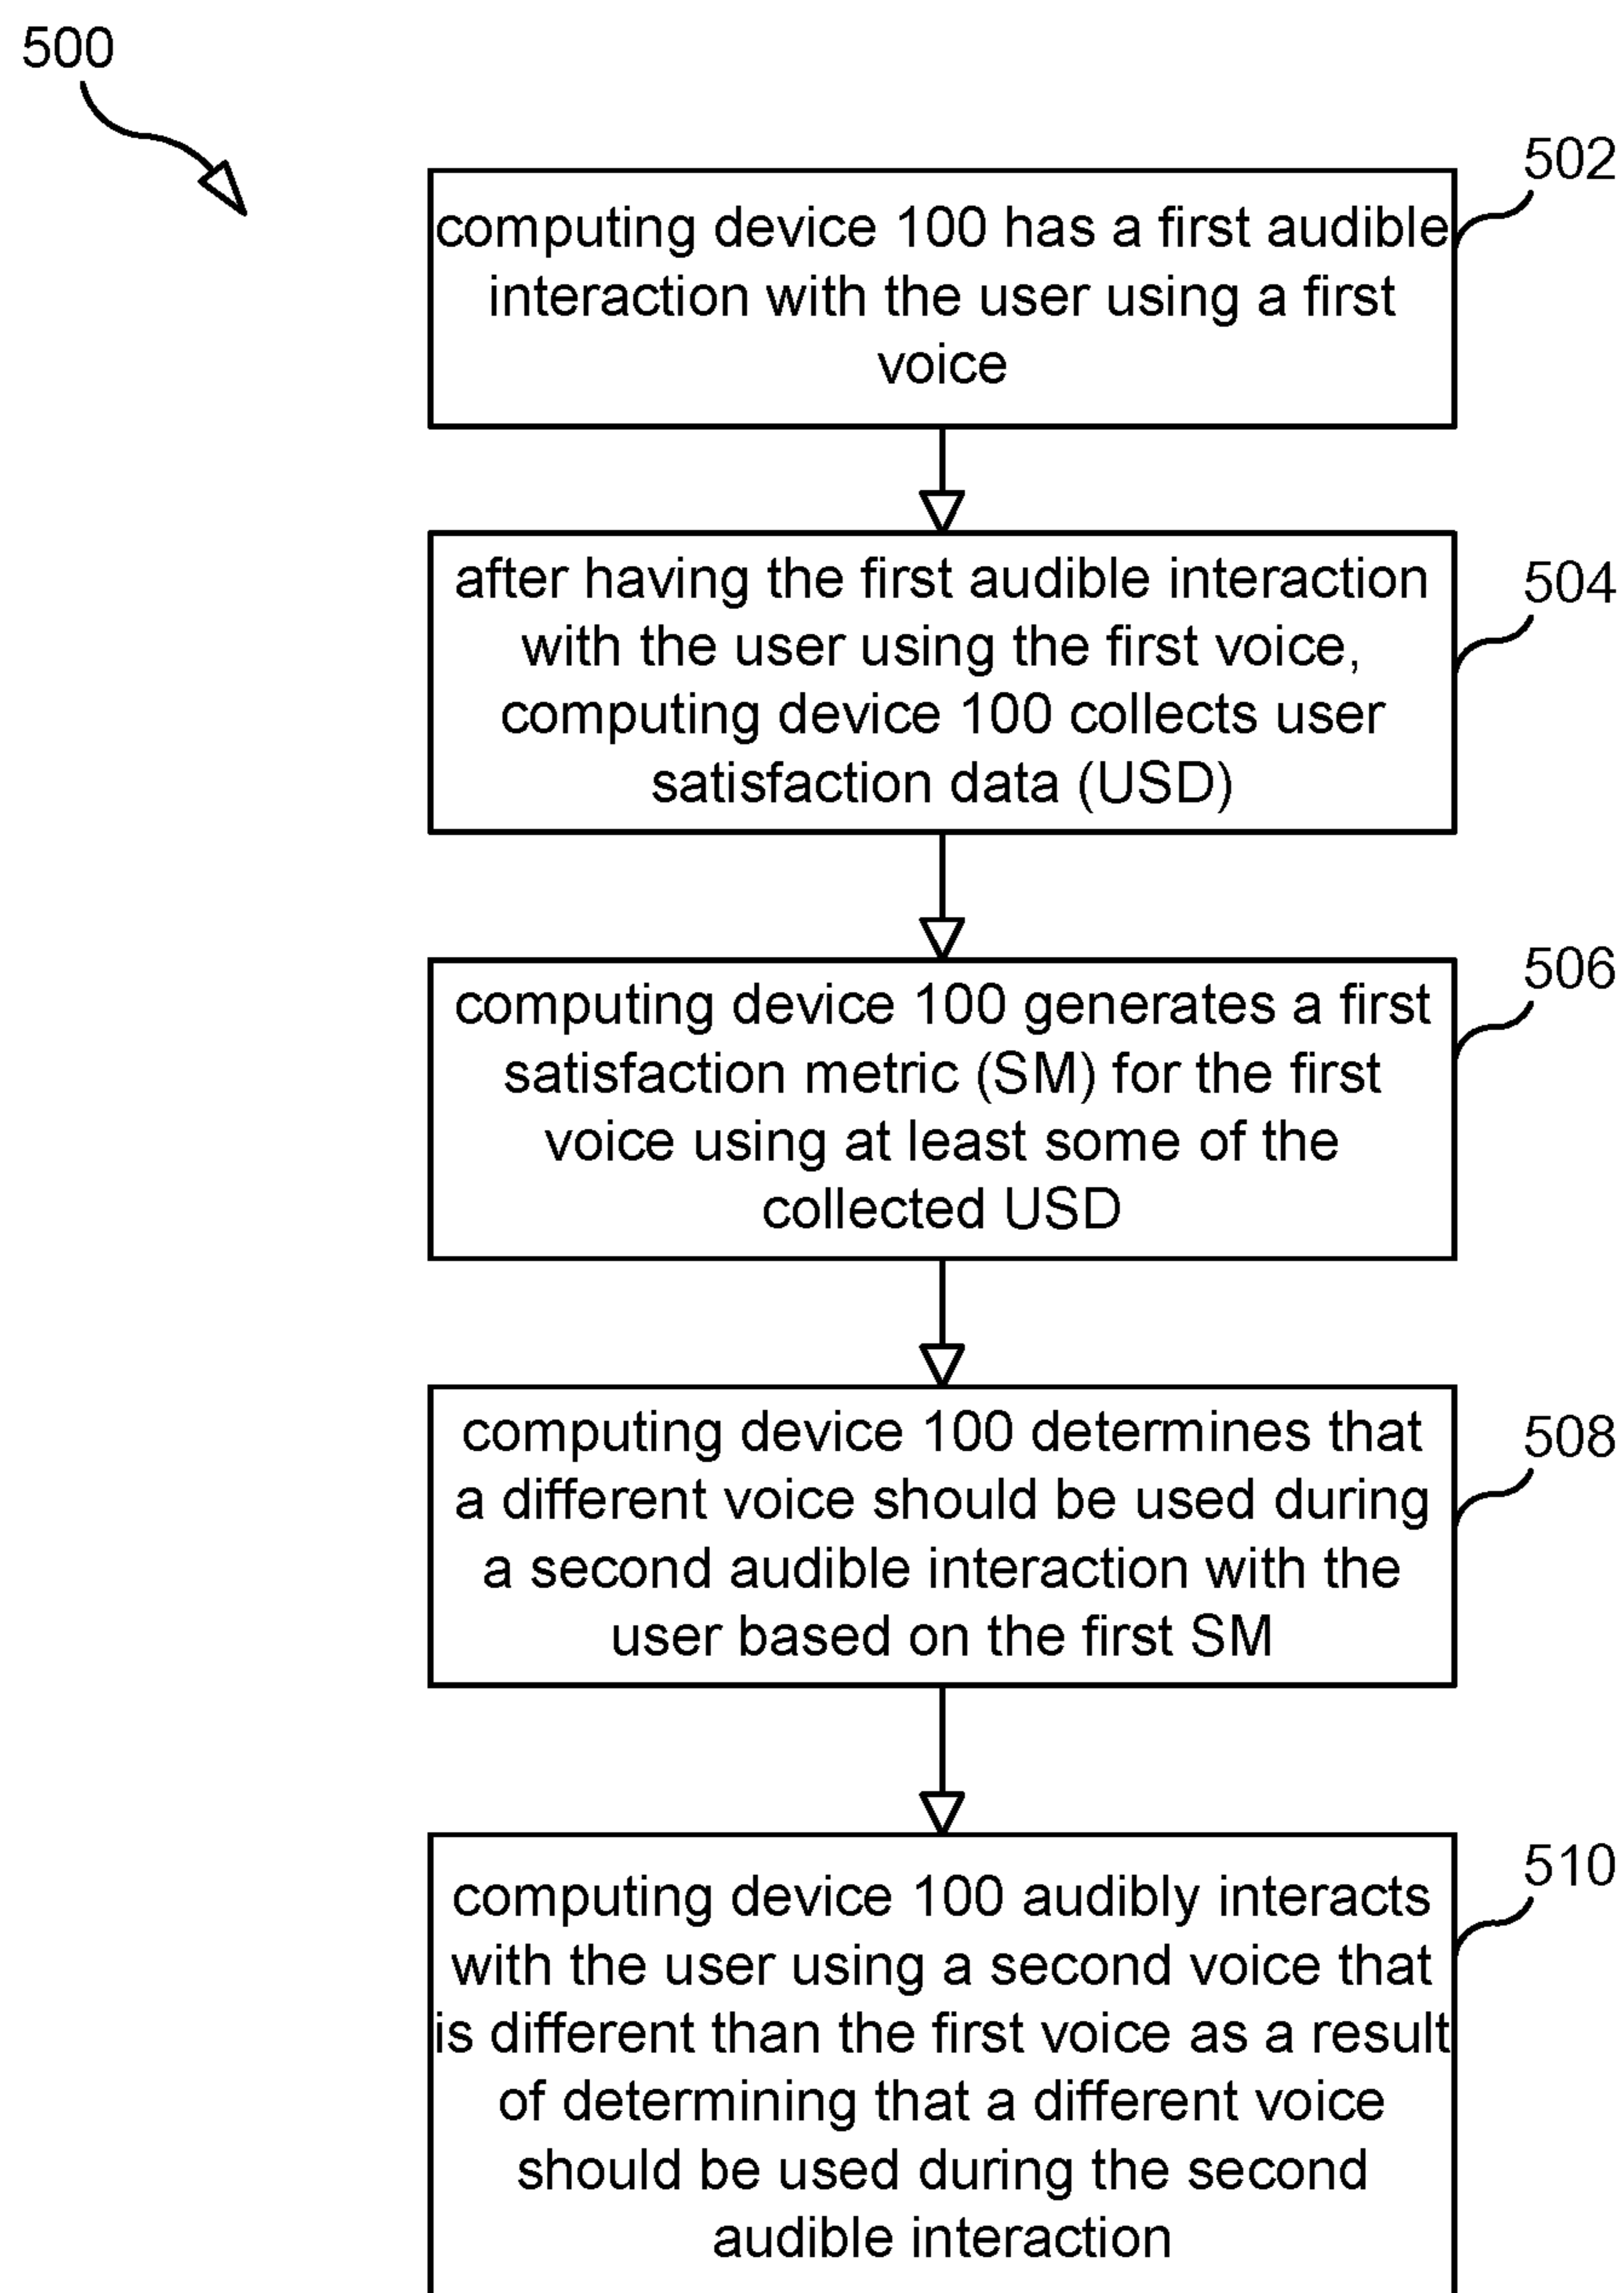 500
502
computing device 100 has a first audible
interaction with the user using a first
voice
504
after having the first audible interaction
with the user using the first voice,
computing device 100 collects user
satisfaction data (USD)
506
computing device 100 generates a first
satisfaction metric (SM) for the first
voice using at least some of the
collected USD
508
computing device 100 determines that
a different voice should be used during
a second audible interaction with the
user based on the first SM
510
computing device 100 audibly interacts
with the user using a second voice that
is different than the first voice as a result
of determining that a different voice
should be used during the second
audible interaction